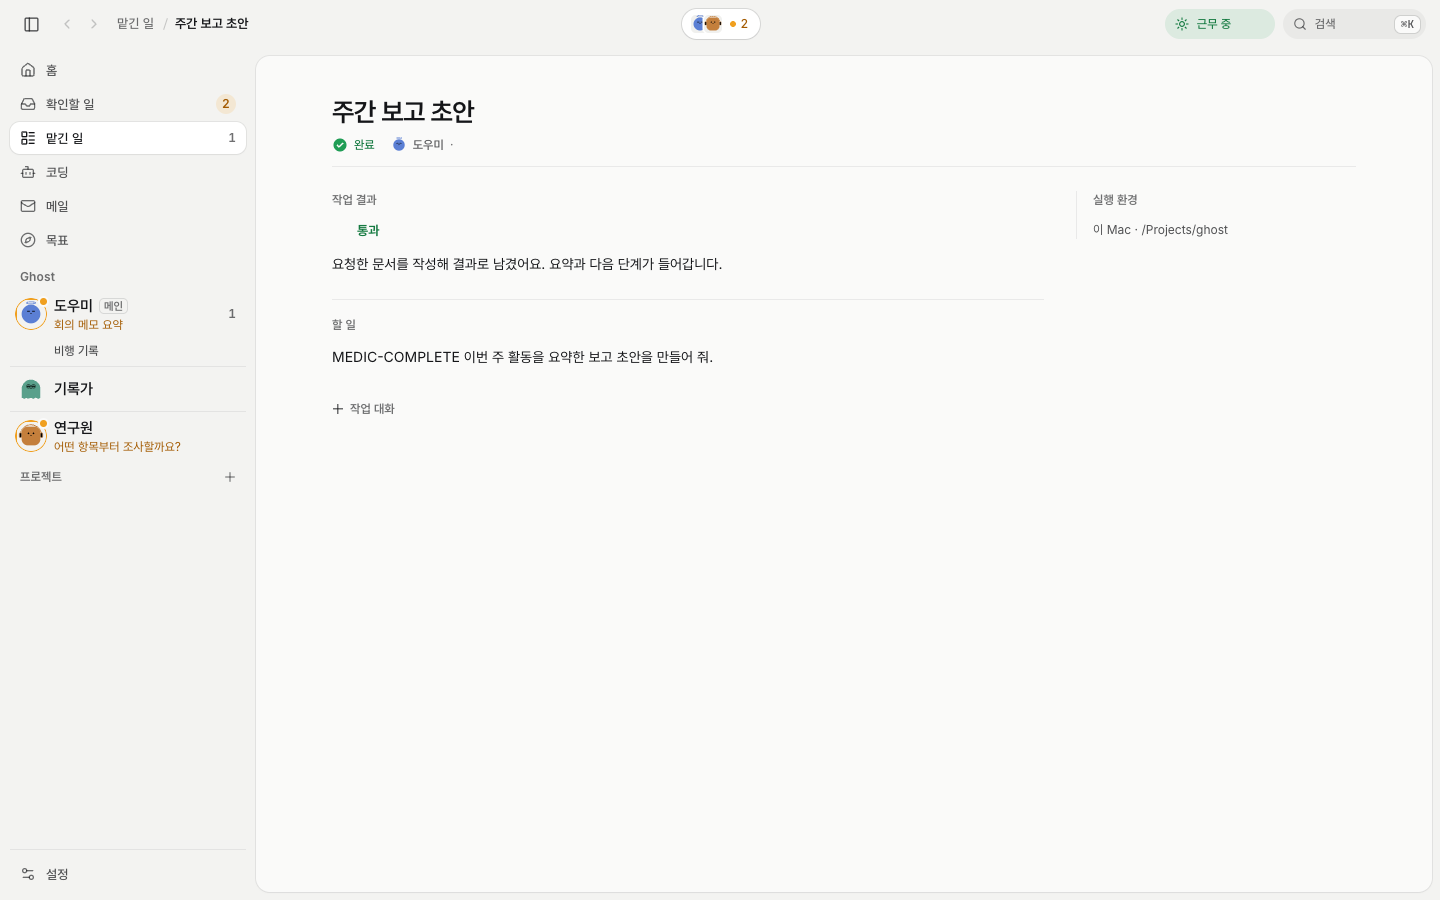 맡긴 일 / 주간 보고 초안
2
근무 중
검색 ⌘K
홈
확인할 일 2
맡긴 일 1
코딩
메일
목표
Ghost
도우미 메인 1
회의 메모 요약
비행 기록
기록가
연구원
어떤 항목부터 조사할까요?
프로젝트
설정
주간 보고 초안
완료 도우미 ·
작업 결과
통과
요청한 문서를 작성해 결과로 남겼어요. 요약과 다음 단계가 들어갑니다.
할 일
MEDIC-COMPLETE 이번 주 활동을 요약한 보고 초안을 만들어 줘.
작업 대화
실행 환경
이 Mac · /Projects/ghost